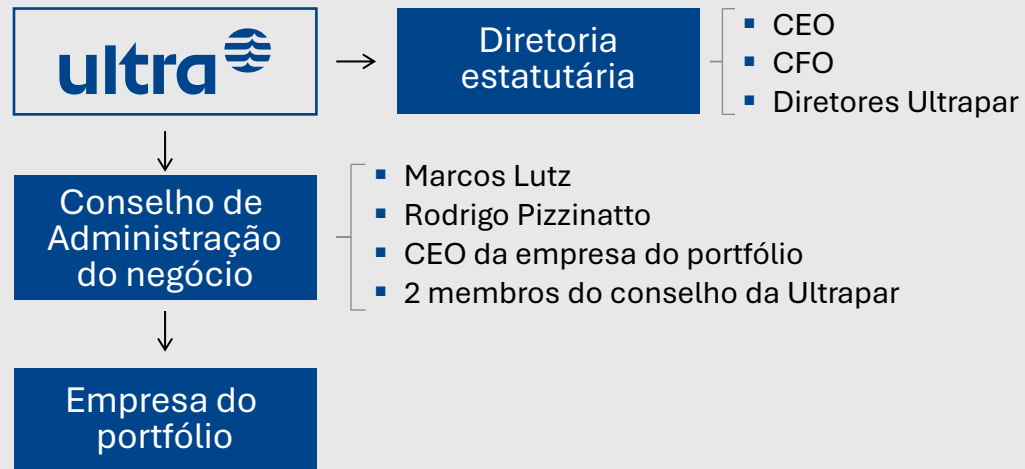 ultra
Diretoria
estatutária
CEO
CFO
Diretores Ultrapar
Conselho de
Administração
do negócio
Marcos Lutz
Rodrigo Pizzinatto
CEO da empresa do portfólio
2 membros do conselho da Ultrapar
Empresa do
portfólio